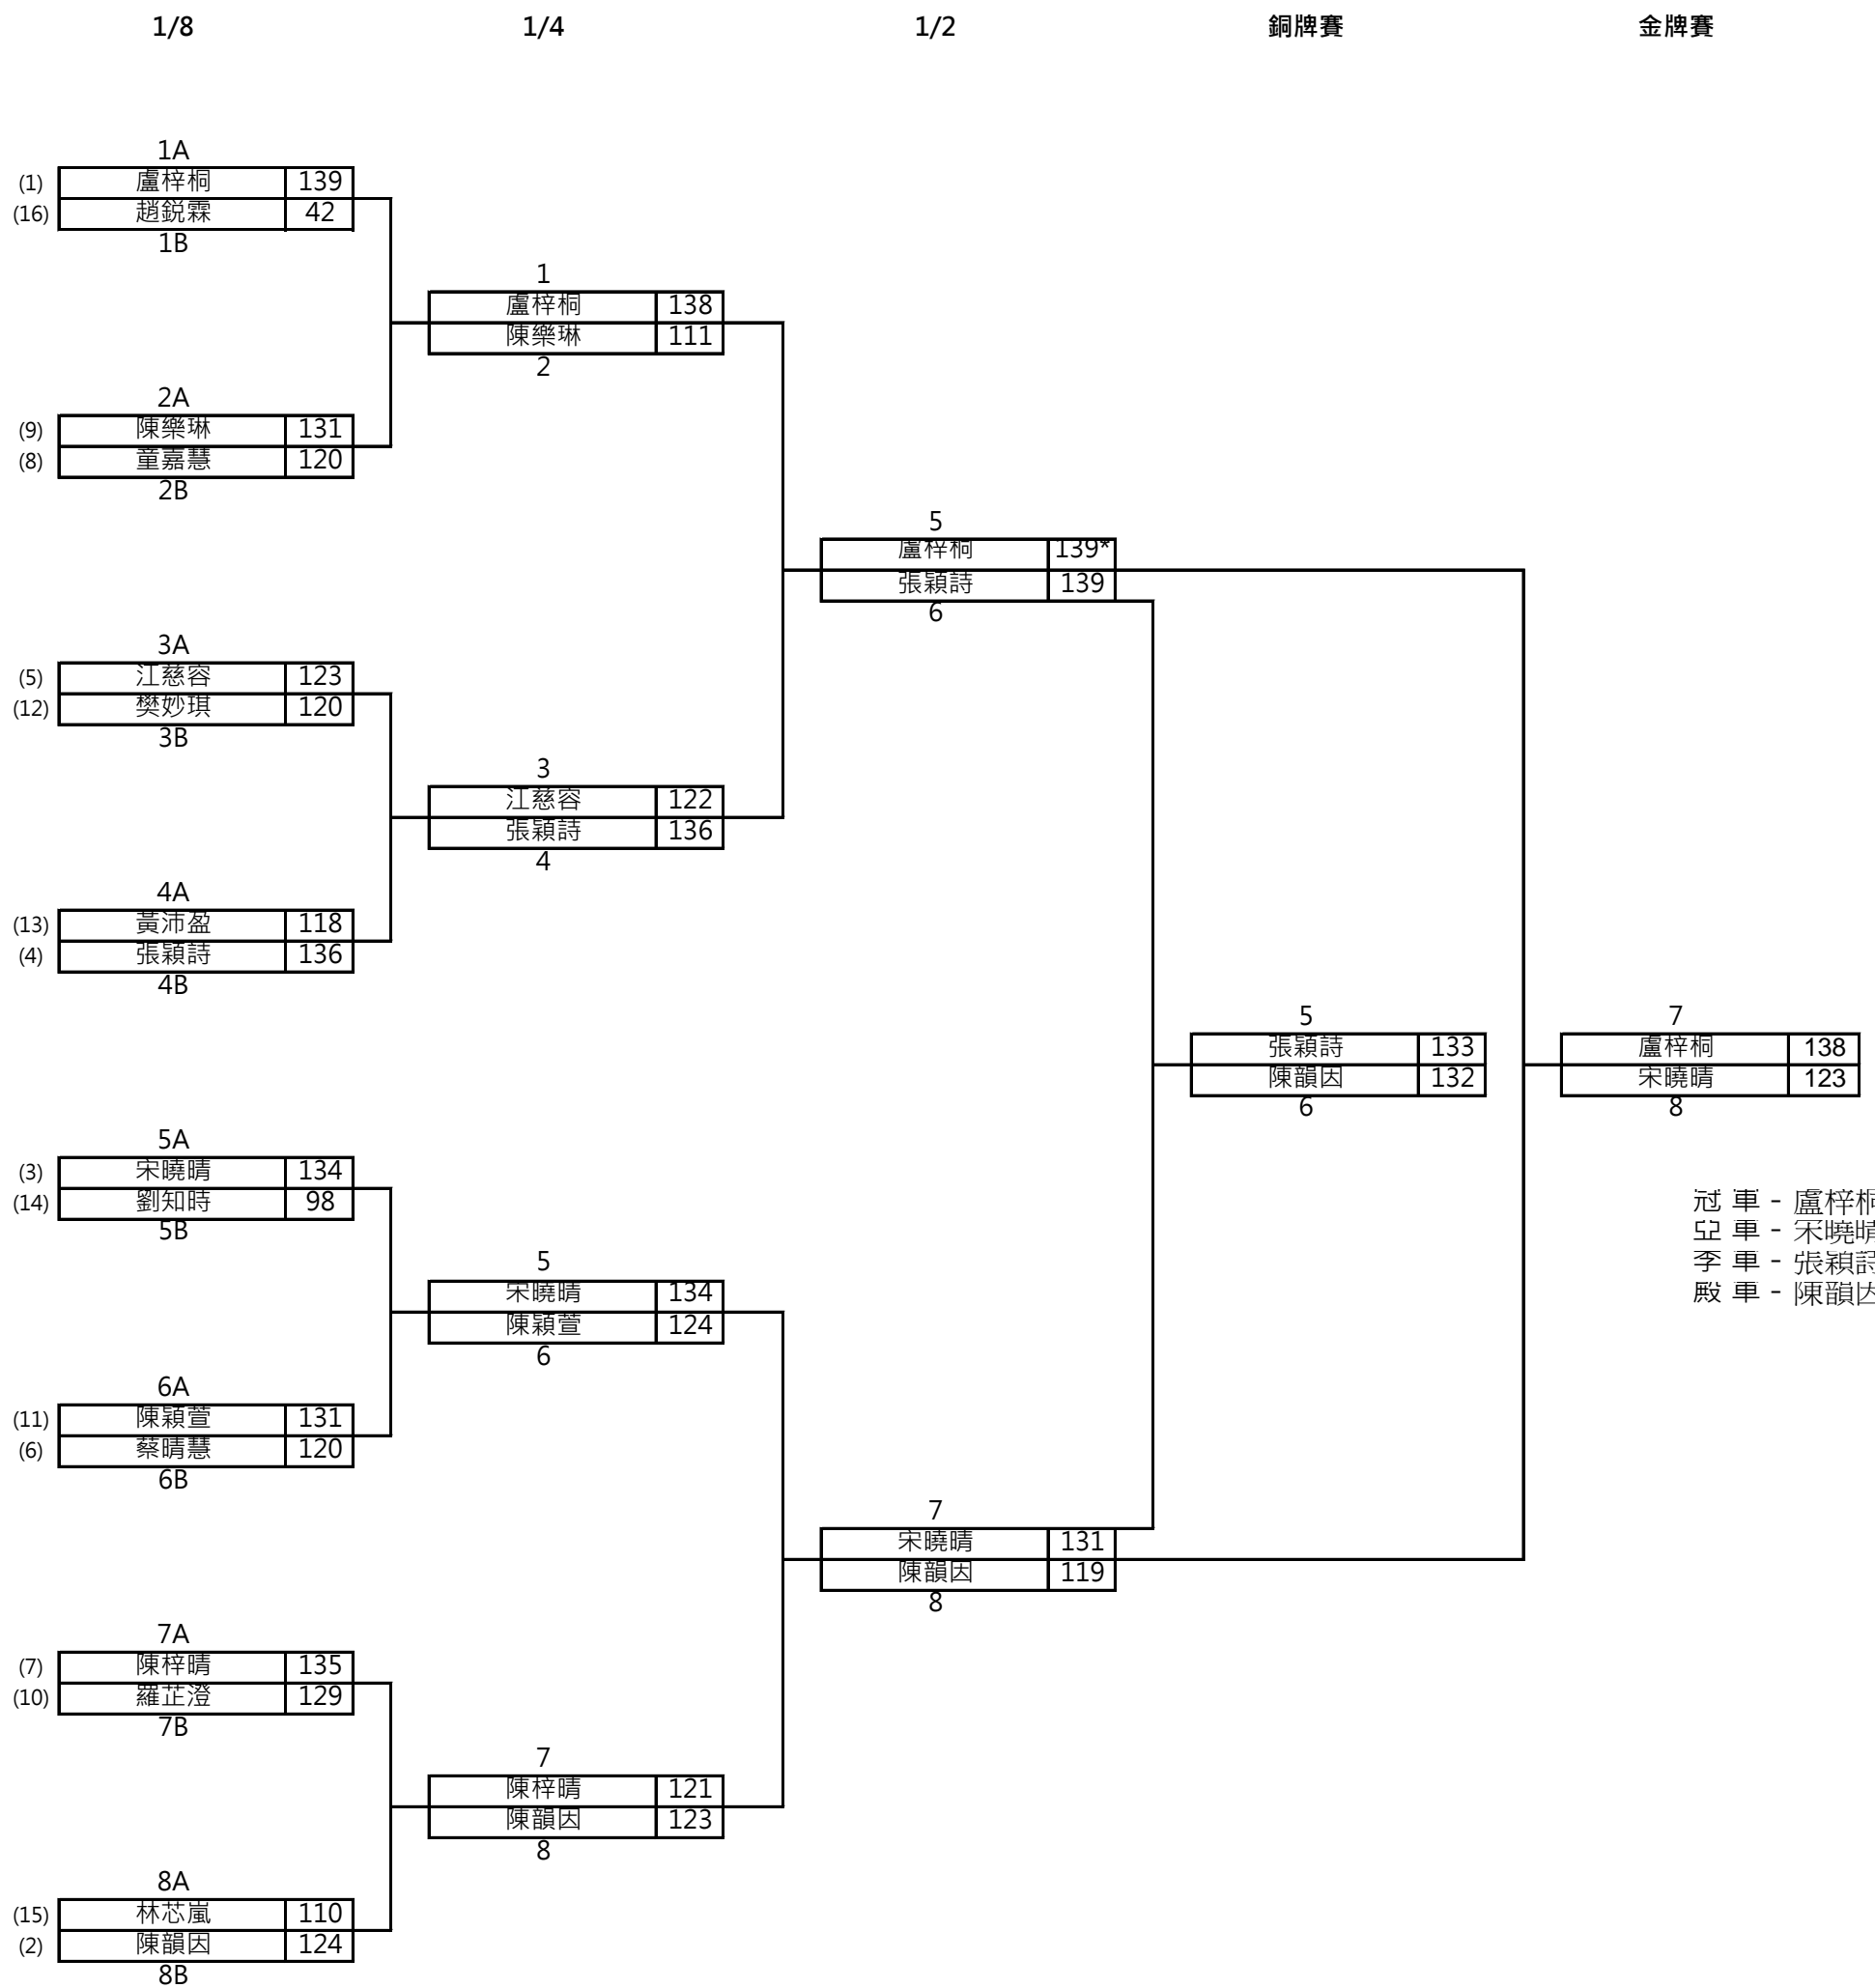 1/8 1/4 1/2 銅牌賽 金牌賽
1A
(1) 盧梓桐 139
(16) 趙鋭霖 42
1B
1
盧梓桐 138
陳樂琳 111
2
2A
(9) 陳樂琳 131
(8) 童嘉慧 120
2B
5
盧梓桐 139*
張穎詩 139
6
3A
(5) 江慈容 123
(12) 樊妙琪 120
3B
3
江慈容 122
張穎詩 136
4
4A
(13) 黃沛盈 118
(4) 張穎詩 136
4B
5 7
張穎詩 133 盧梓桐 138
陳韻因 132 宋曉晴 123
6 8
5A
(3) 宋曉晴 134
(14) 劉知時 98
5B
冠 軍 - 盧梓桐
亞 軍 - 宋曉晴
季 軍 - 張穎詩
殿 軍 - 陳韻因
5
宋曉晴 134
陳穎萱 124
6
6A
(11) 陳穎萱 131
(6) 蔡晴慧 120
6B
7
宋曉晴 131
陳韻因 119
8
7A
(7) 陳梓晴 135
(10) 羅芷澄 129
7B
7
陳梓晴 121
陳韻因 123
8
8A
(15) 林芯嵐 110
(2) 陳韻因 124
8B